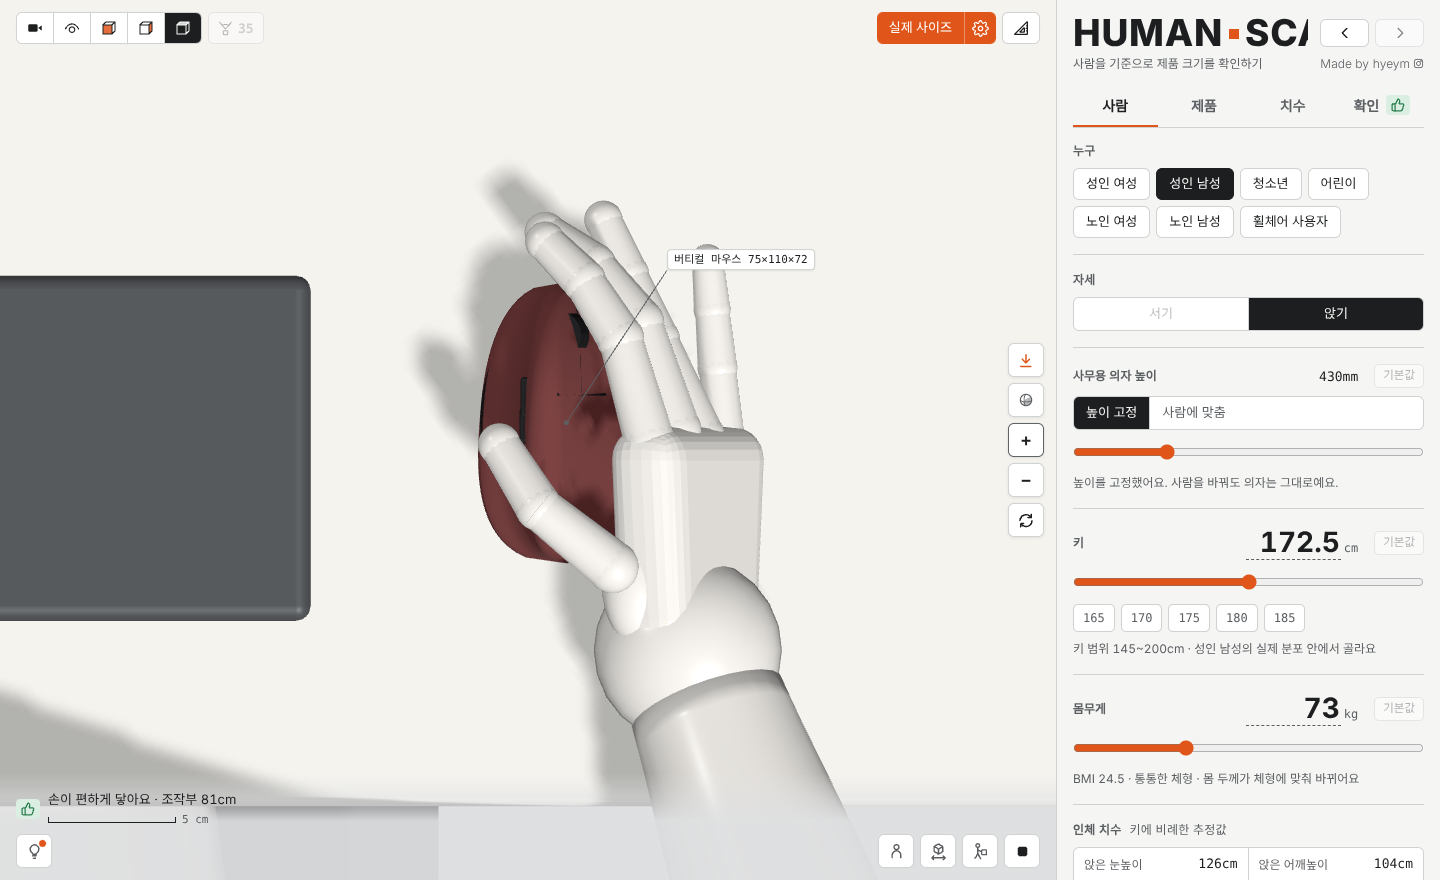 35
실제 사이즈
버티컬 마우스 75×110×72
손이 편하게 닿아요 · 조작부 81cm
5 cm
HUMAN SCA
사람을 기준으로 제품 크기를 확인하기
Made by hyeym
사람
제품
치수
확인
누구
성인 여성
성인 남성
청소년
어린이
노인 여성
노인 남성
휠체어 사용자
자세
서기
앉기
사무용 의자 높이
430mm
기본값
높이 고정
사람에 맞춤
높이를 고정했어요. 사람을 바꿔도 의자는 그대로예요.
키
172.5 cm
기본값
165
170
175
180
185
키 범위 145~200cm · 성인 남성의 실제 분포 안에서 골라요
몸무게
73 kg
기본값
BMI 24.5 · 통통한 체형 · 몸 두께가 체형에 맞춰 바뀌어요
인체 치수 키에 비례한 추정값
앉은 눈높이 126cm
앉은 어깨높이 104cm